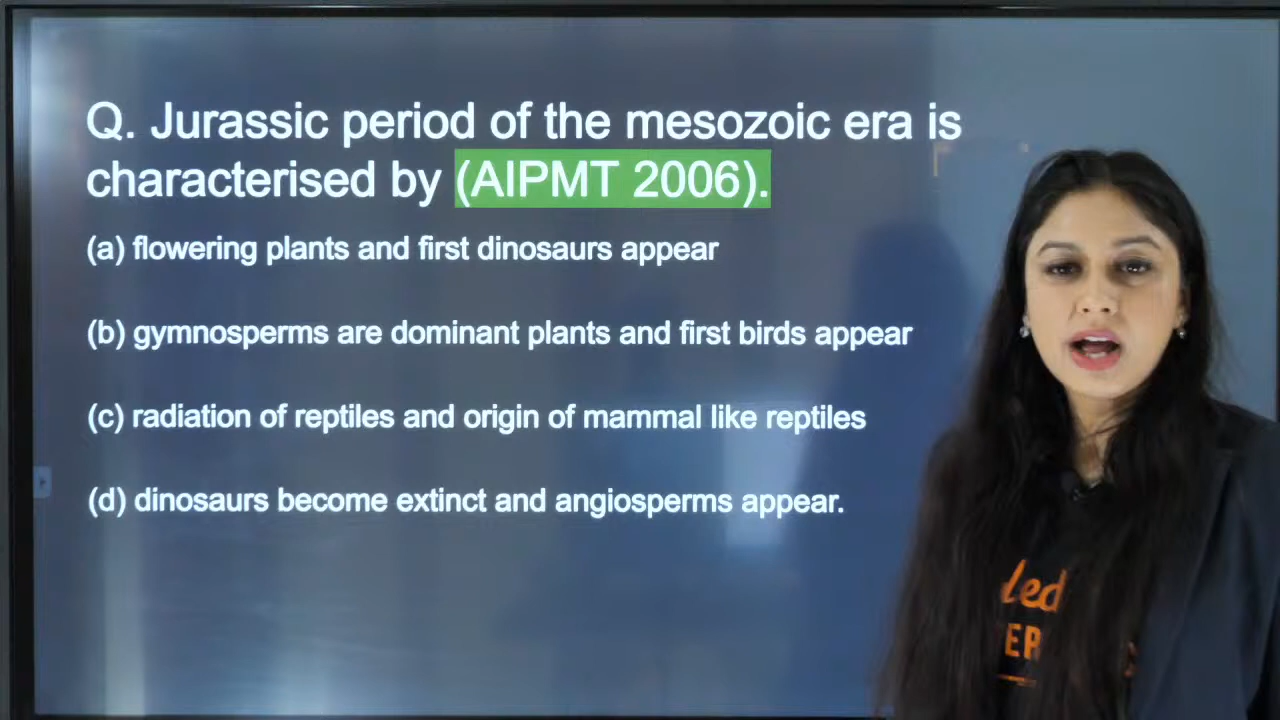 Q. Jurassic period of the mesozoic era is
characterised by (AIPMT 2006).
(a) flowering plants and first dinosaurs appear
(b) gymnosperms are dominant plants and first birds appear
(c) radiation of reptiles and origin of mammal like reptiles
(d) dinosaurs become extinct and angiosperms appear.